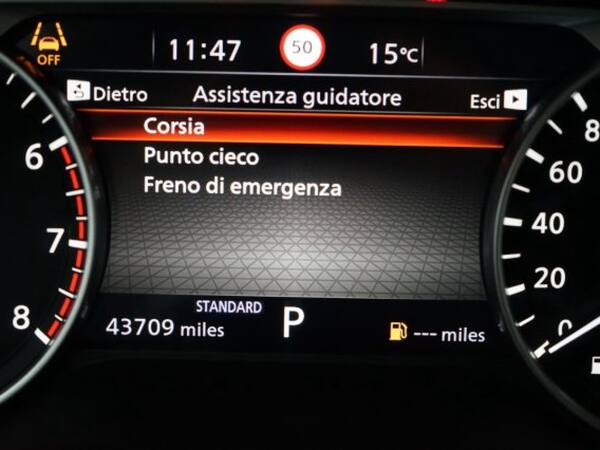 OFF
11:47
50
15°C
Dietro
Assistenza guidatore
Esci
Corsia
Punto cieco
Freno di emergenza
6
7
8
8
60
40
20
0
STANDARD
43709 miles
P
--- miles